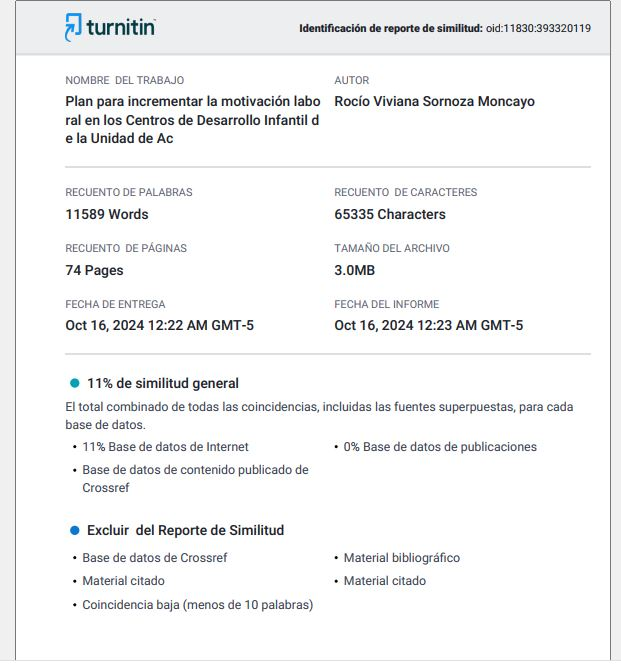 turnitin
Identificación de reporte de similitud: oid:11830:393320119
NOMBRE DEL TRABAJO
Plan para incrementar la motivación labo
ral en los Centros de Desarrollo Infantil d
e la Unidad de Ac
AUTOR
Rocío Viviana Sornoza Moncayo
RECUENTO DE PALABRAS
11589 Words
RECUENTO DE CARACTERES
65335 Characters
RECUENTO DE PÁGINAS
74 Pages
TAMAÑO DEL ARCHIVO
3.0MB
FECHA DE ENTREGA
Oct 16, 2024 12:22 AM GMT-5
FECHA DEL INFORME
Oct 16, 2024 12:23 AM GMT-5
11% de similitud general
El total combinado de todas las coincidencias, incluidas las fuentes superpuestas, para cada
base de datos.
• 11% Base de datos de Internet
• 0% Base de datos de publicaciones
• Base de datos de contenido publicado de
Crossref
Excluir del Reporte de Similitud
• Base de datos de Crossref
• Material bibliográfico
• Material citado
• Material citado
• Coincidencia baja (menos de 10 palabras)